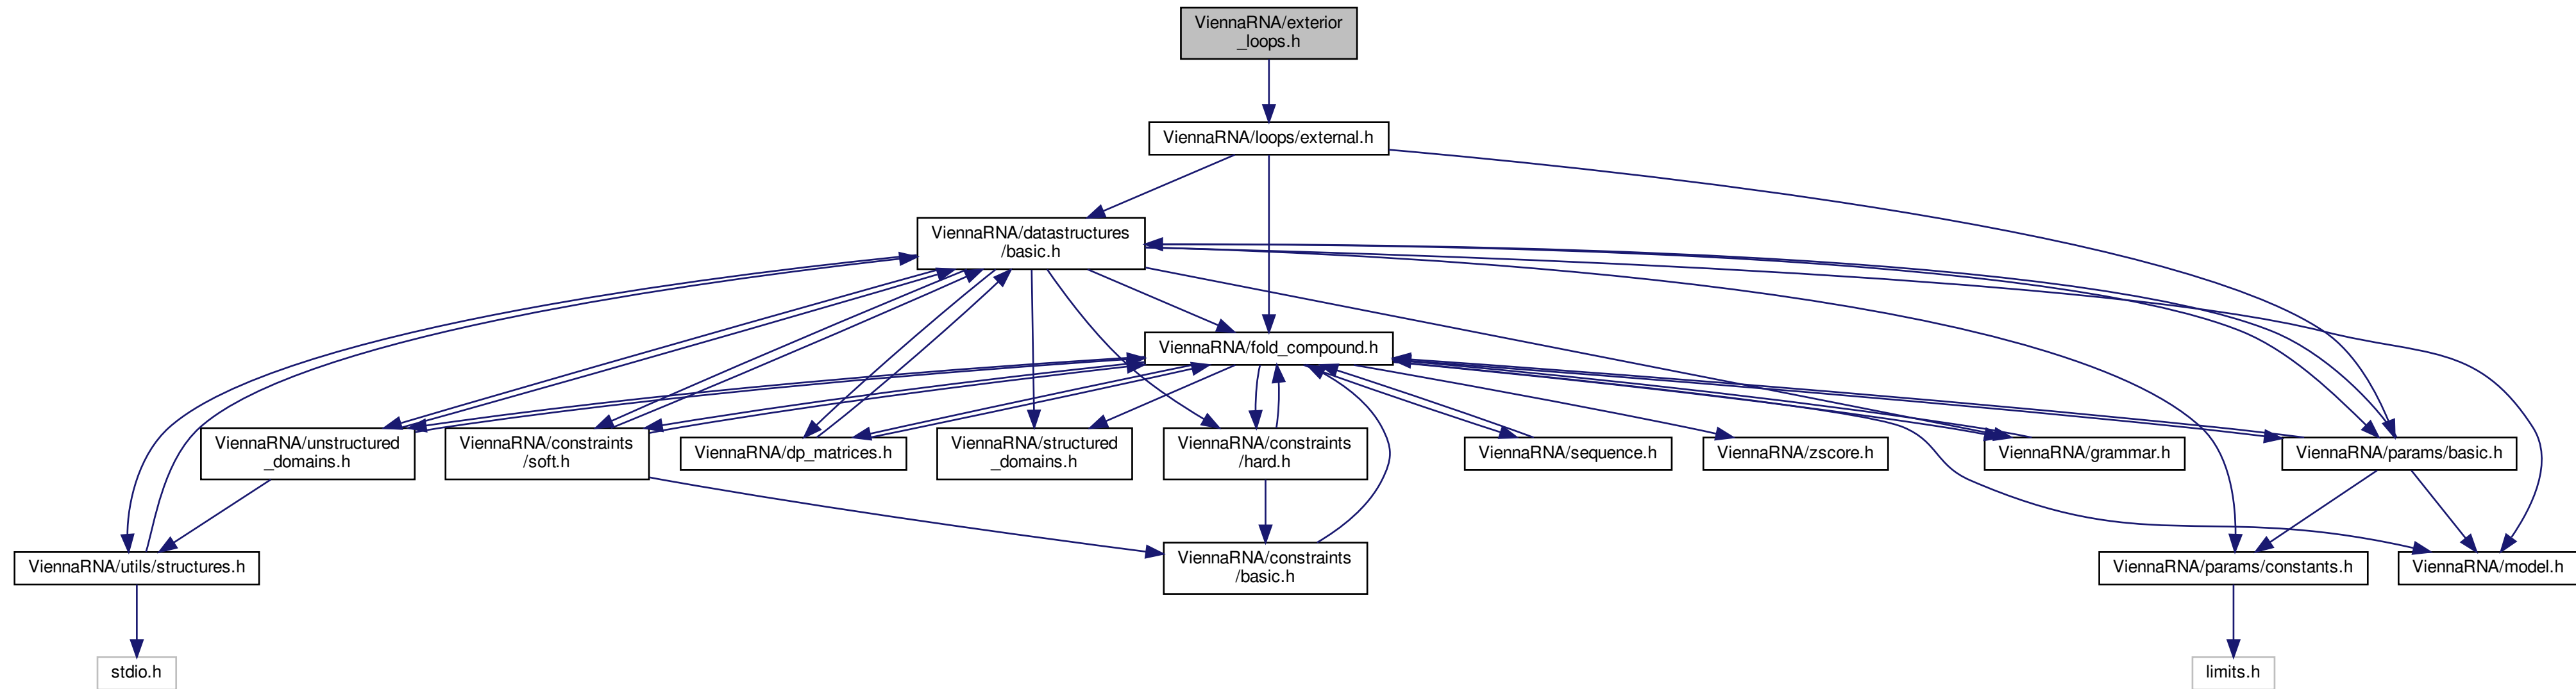 ViennaRNA/exterior
_loops.h
ViennaRNA/loops/external.h
ViennaRNA/datastructures
/basic.h
ViennaRNA/fold_compound.h
ViennaRNA/unstructured
_domains.h
ViennaRNA/constraints
/soft.h
ViennaRNA/dp_matrices.h
ViennaRNA/structured
_domains.h
ViennaRNA/constraints
/hard.h
ViennaRNA/sequence.h
ViennaRNA/zscore.h
ViennaRNA/grammar.h
ViennaRNA/params/basic.h
ViennaRNA/utils/structures.h
ViennaRNA/constraints
/basic.h
ViennaRNA/params/constants.h
ViennaRNA/model.h
stdio.h
limits.h